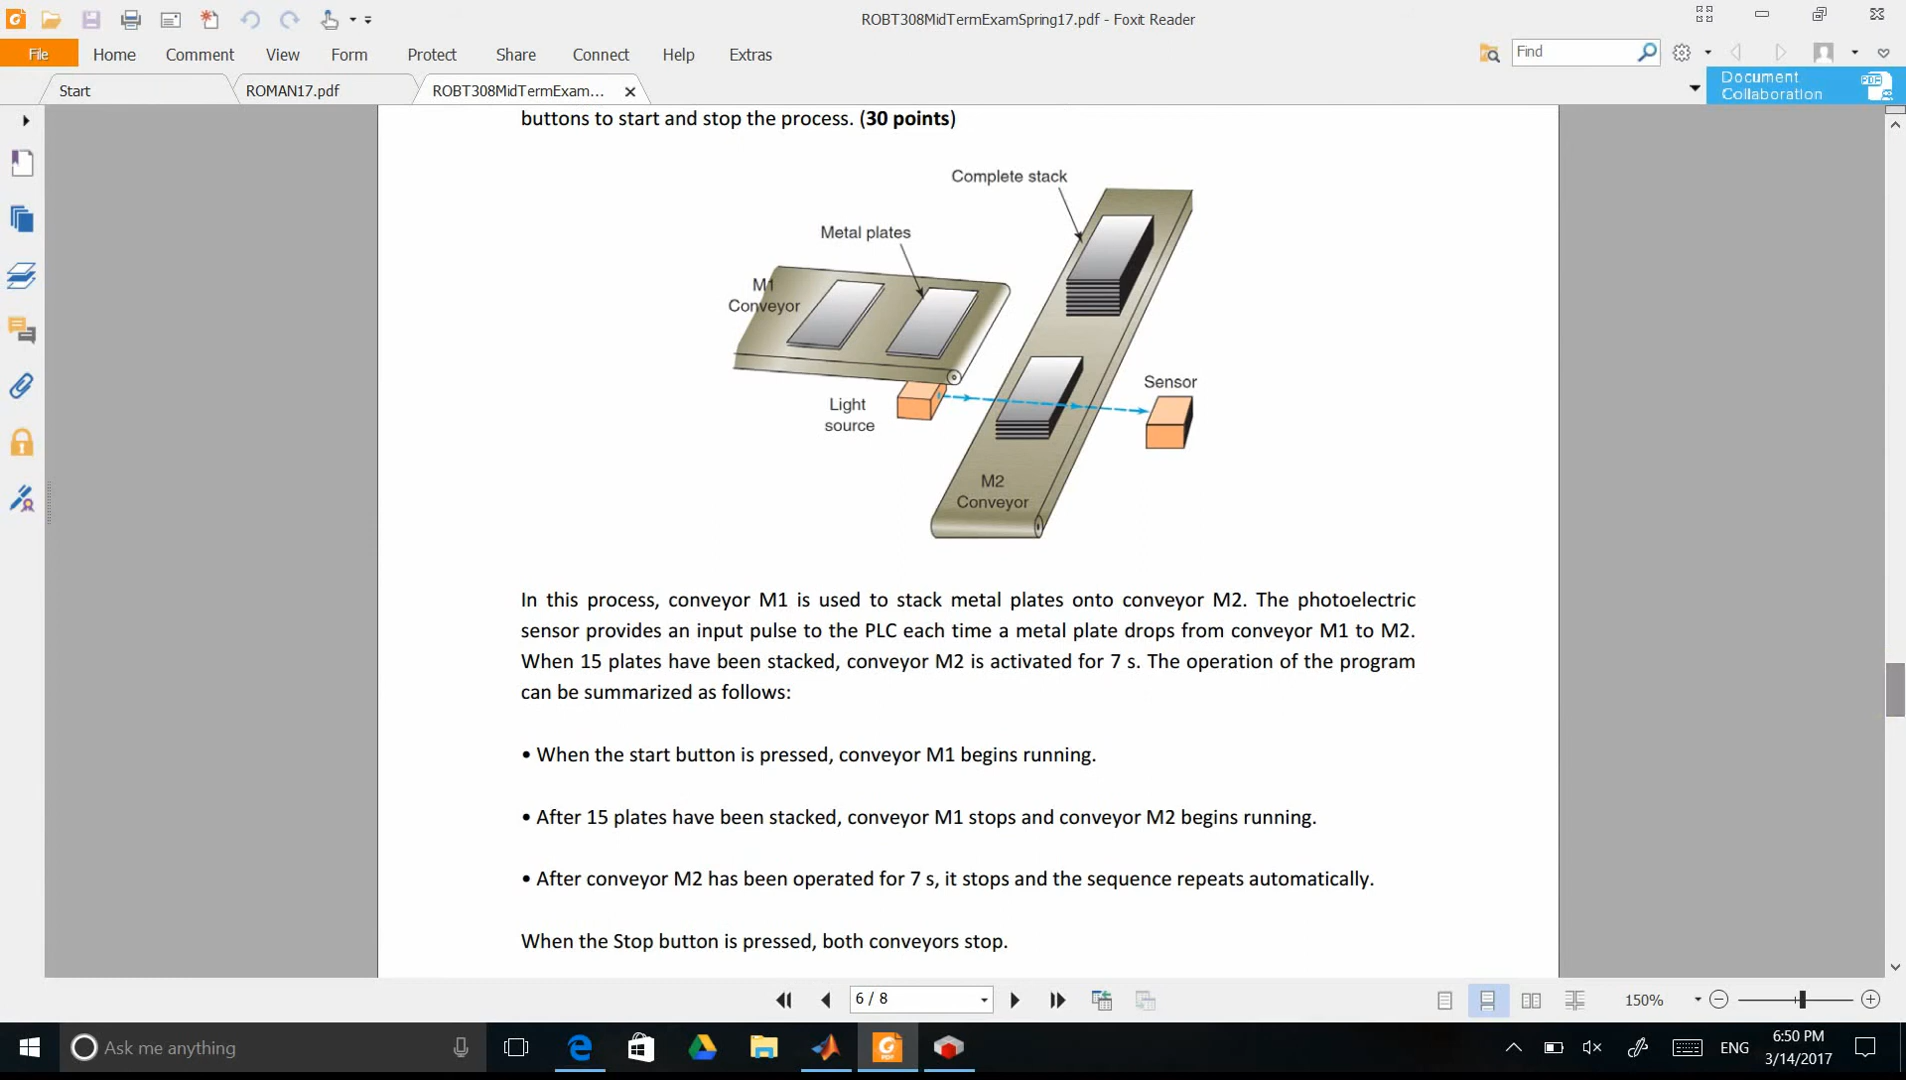 ROBT308MidTermExamSpring17.pdf - Foxit Reader
File Home Comment View Form Protect Share Connect Help Extras
Find
Start ROMAN17.pdf ROBT308MidTermExam...
Document
Collaboration
buttons to start and stop the process. (30 points)
Complete stack
Metal plates
M1
Conveyor
Sensor
Light
source
M2
Conveyor
In this process, conveyor M1 is used to stack metal plates onto conveyor M2. The photoelectric
sensor provides an input pulse to the PLC each time a metal plate drops from conveyor M1 to M2.
When 15 plates have been stacked, conveyor M2 is activated for 7 s. The operation of the program
can be summarized as follows:
• When the start button is pressed, conveyor M1 begins running.
• After 15 plates have been stacked, conveyor M1 stops and conveyor M2 begins running.
• After conveyor M2 has been operated for 7 s, it stops and the sequence repeats automatically.
When the Stop button is pressed, both conveyors stop.
6 / 8
150%
Ask me anything
ENG
6:50 PM
3/14/2017